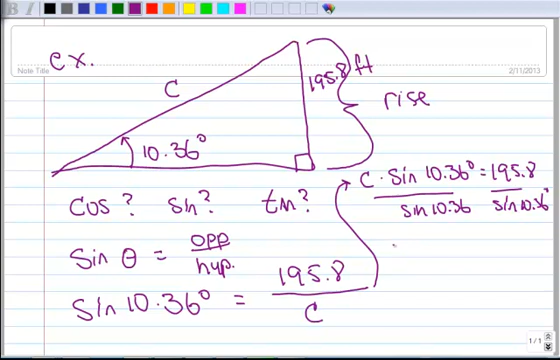 B I
ex.
Note Title
2/11/2013
C
195.8 ft
rise
10.36°
cos? sin? tan?
C · sin 10.36° = 195.8
sin 10.36 sin 10.36°
sin θ = opp
hyp.
sin 10.36° = 195.8
C
1/1